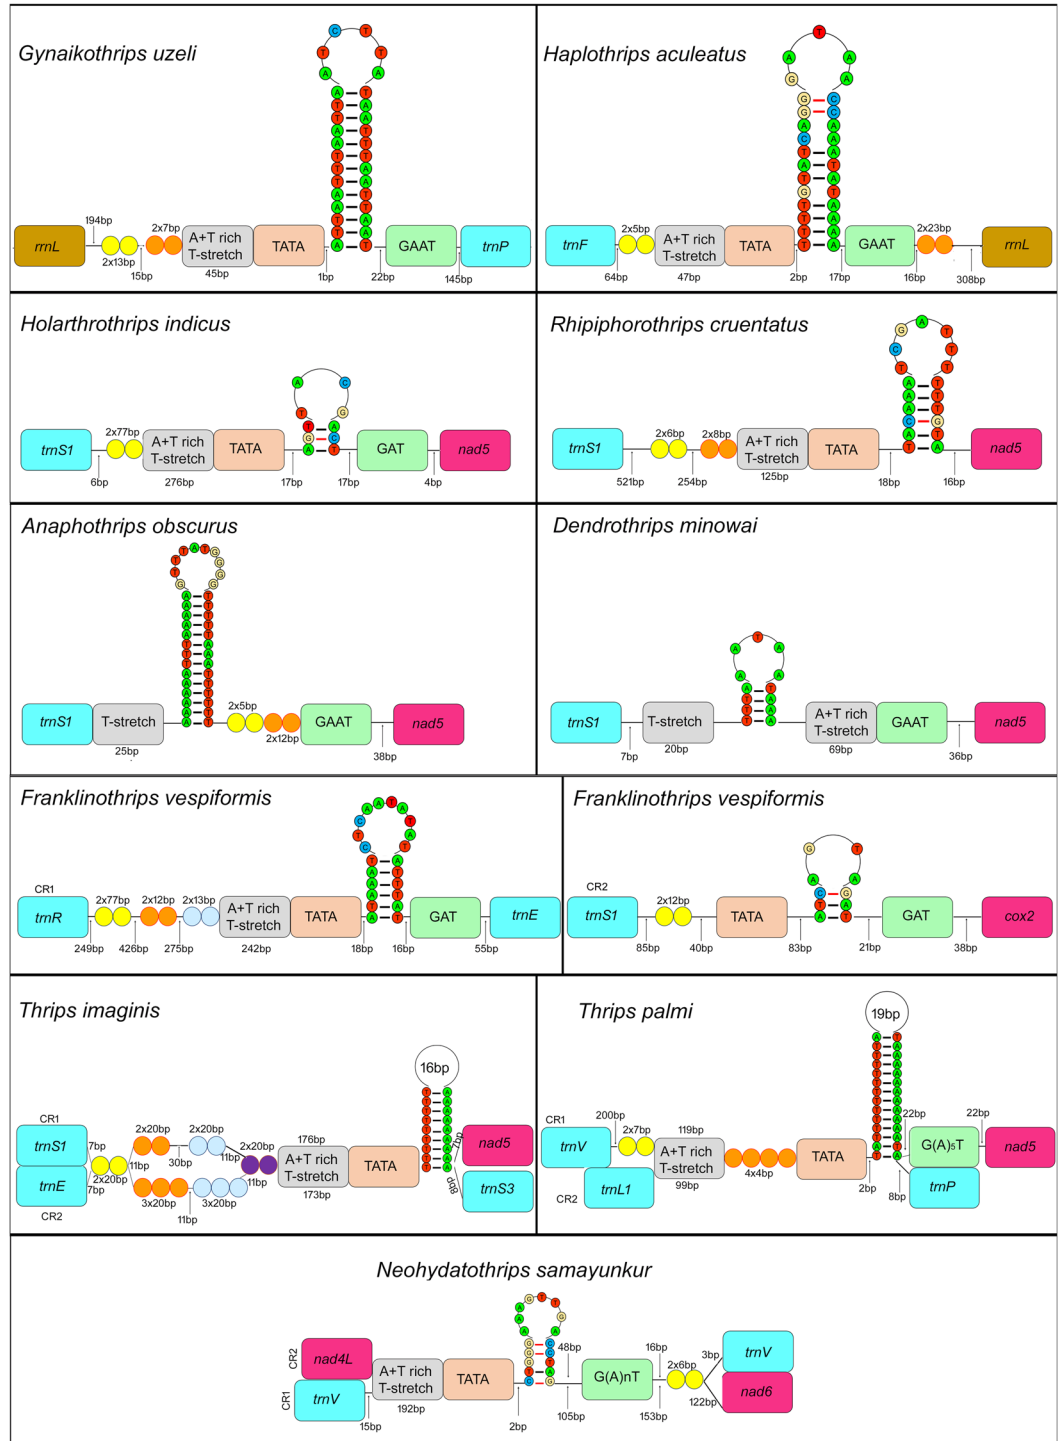 Gynaikothrips uzeli
rrnL
194bp
2x13bp
15bp
2x7bp
A+T rich
T-stretch
45bp
TATA
1bp
A T C T T A
A T
T A
T A
A T
A T
T A
T A
T A
A T
A T
T A
T A
A T
22bp
GAAT
145bp
trnP
Haplothrips aculeatus
trnF
64bp
2x5bp
A+T rich
T-stretch
47bp
TATA
2bp
G A T A A
G C
G C
A A
C A
T A
A T
T A
G A
T A
T A
T A
17bp
GAAT
16bp
2x23bp
308bp
rrnL
Holarthrothrips indicus
trnS1
6bp
2x77bp
A+T rich
T-stretch
276bp
TATA
17bp
T A C G
T A
G C
A T
17bp
GAT
4bp
nad5
Rhipiphorothrips cruentatus
trnS1
521bp
2x6bp
254bp
2x8bp
A+T rich
T-stretch
125bp
TATA
18bp
T C G A T T T
A T
A T
A T
C G
A T
T A
16bp
nad5
Anaphothrips obscurus
trnS1
T-stretch
25bp
G T T T A T G G G G
2x5bp
2x12bp
GAAT
38bp
nad5
Dendrothrips minowai
trnS1
7bp
T-stretch
20bp
A A T A A
A T
T A
T A
T A
A+T rich
T-stretch
69bp
GAAT
36bp
nad5
Franklinothrips vespiformis
CR1
trnR
249bp
2x77bp
426bp
2x12bp
275bp
2x13bp
A+T rich
T-stretch
242bp
TATA
18bp
C T C A A T A T A T
T A
A T
A T
A T
T A
A T
16bp
GAT
55bp
trnE
Franklinothrips vespiformis
CR2
trnS1
85bp
2x12bp
40bp
TATA
83bp
A G T A
C G
T A
A T
21bp
GAT
38bp
cox2
Thrips imaginis
CR1
trnS1
trnE
CR2
7bp
7bp
2x20bp
11bp
2x20bp
30bp
2x20bp
11bp
3x20bp
11bp
3x20bp
2x20bp
11bp
176bp
A+T rich
T-stretch
173bp
TATA
16bp
T A
T A
T A
T A
T A
T A
T A
T A
T A
7bp
8bp
nad5
trnS3
Thrips palmi
CR1
trnV
200bp
CR2
trnL1
2x7bp
119bp
A+T rich
T-stretch
99bp
4x4bp
TATA
2bp
19bp
22bp
8bp
G(A)₅T
trnP
22bp
nad5
Neohydatothrips samayunkur
CR2
nad4L
CR1
trnV
15bp
A+T rich
T-stretch
192bp
TATA
2bp
A A A G T T G A
G C
G C
G T
T A
C G
48bp
105bp
G(A)nT
16bp
153bp
2x6bp
3bp
122bp
trnV
nad6